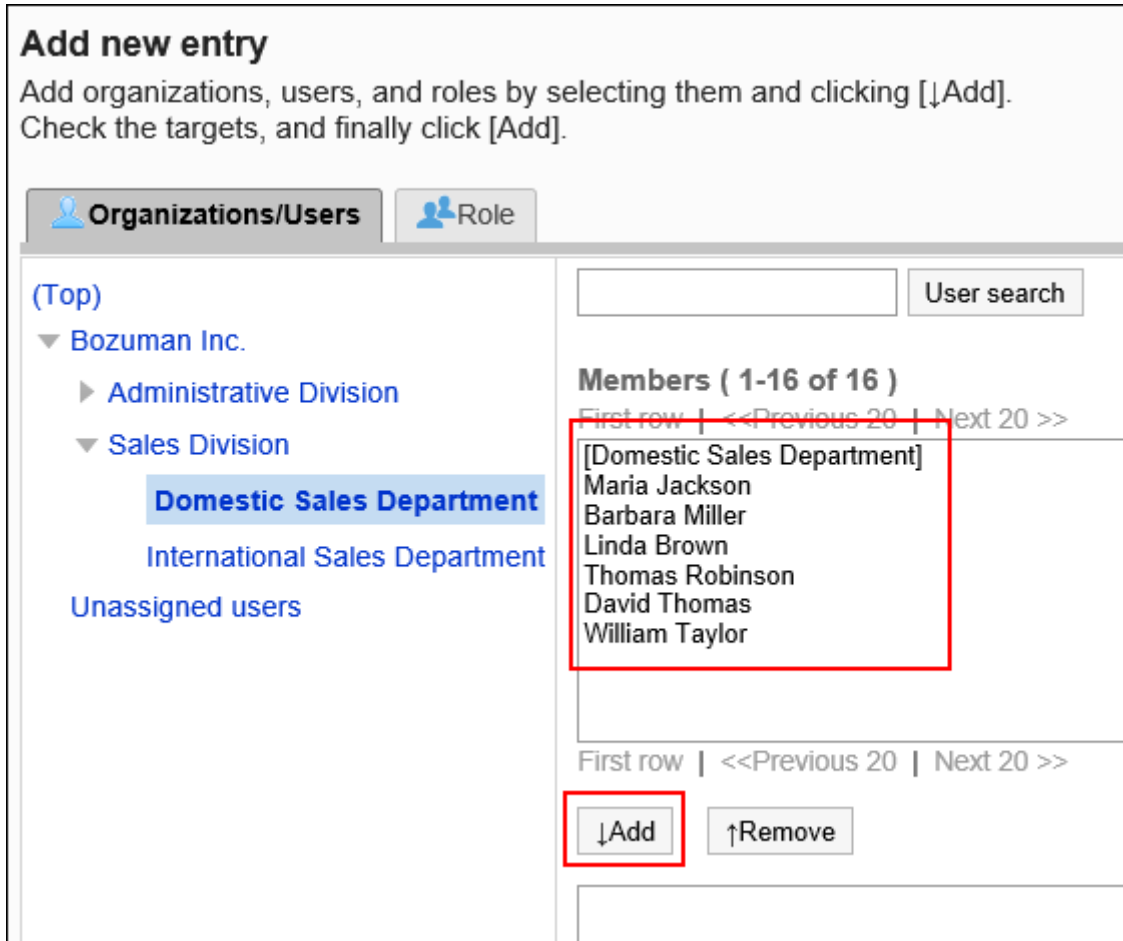 Add new entry
Add organizations, users, and roles by selecting them and clicking [↓Add].
Check the targets, and finally click [Add].
Organizations/Users
Role
(Top)
Bozuman Inc.
Administrative Division
Sales Division
Domestic Sales Department
International Sales Department
Unassigned users
User search
Members ( 1-16 of 16 )
First row | <<Previous 20 | Next 20 >>
[Domestic Sales Department]
Maria Jackson
Barbara Miller
Linda Brown
Thomas Robinson
David Thomas
William Taylor
First row | <<Previous 20 | Next 20 >>
↓Add ↑Remove